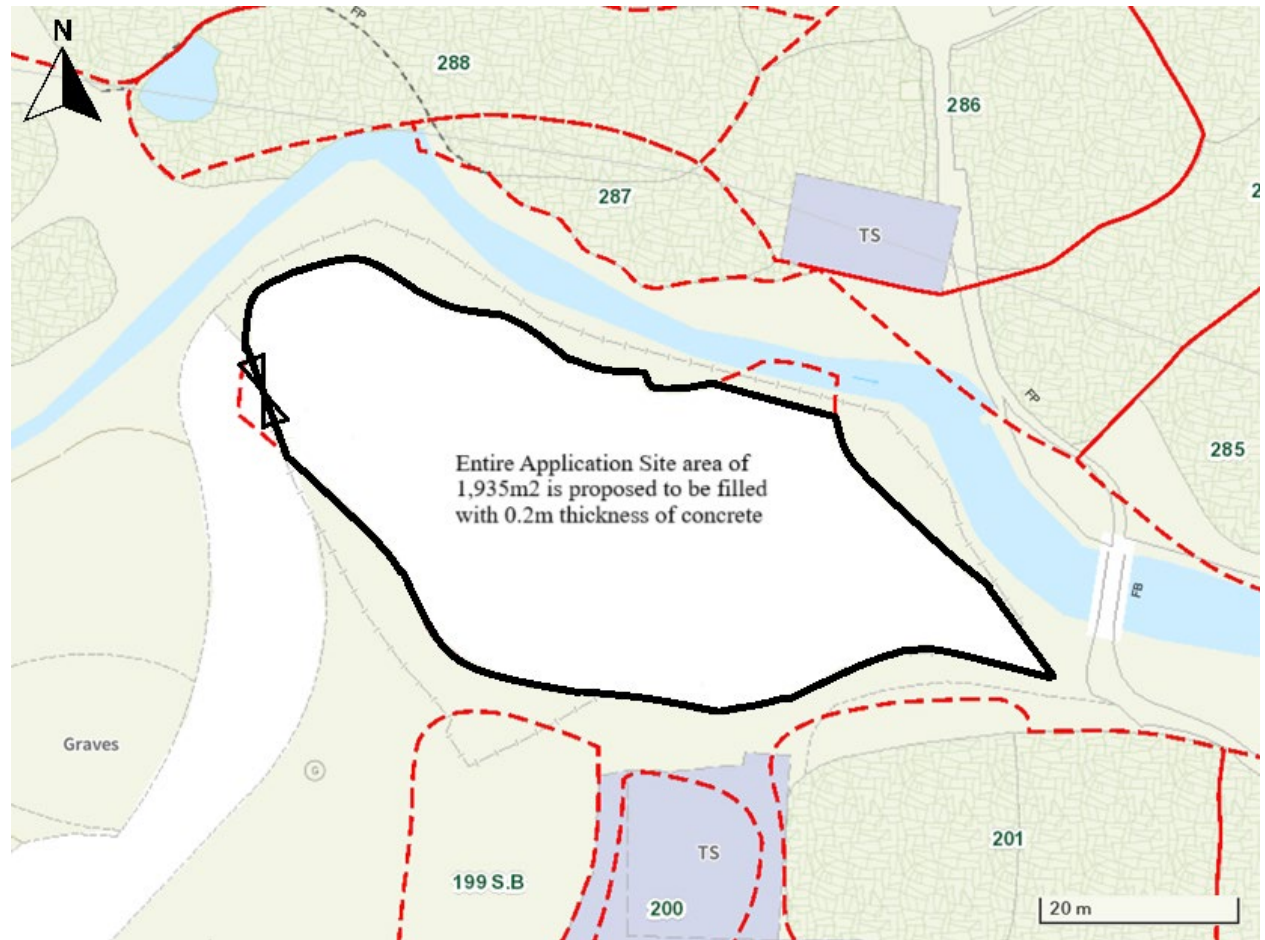 N
FP
288
286
287
TS
2
FP
285
Entire Application Site area of
1,935m2 is proposed to be filled
with 0.2m thickness of concrete
FB
Graves
G
201
TS
199 S.B
200
20 m